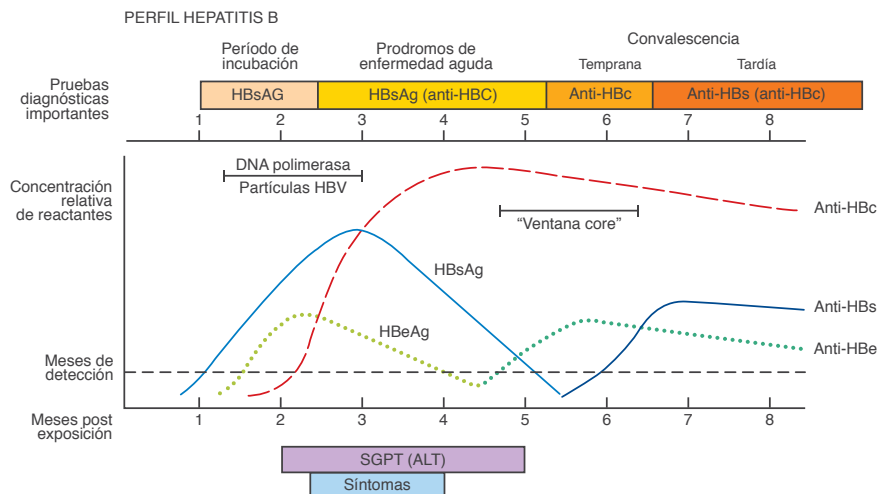 PERFIL HEPATITIS B
Período de
incubación
Prodromos de
enfermedad aguda
Convalescencia
Temprana
Tardía
Pruebas
diagnósticas
importantes
HBsAG
HBsAg (anti-HBC)
Anti-HBc
Anti-HBs (anti-HBc)
1 2 3 4 5 6 7 8
Concentración
relativa
de reactantes
DNA polimerasa
Partículas HBV
“Ventana core”
Anti-HBc
HBsAg
HBeAg
Anti-HBs
Anti-HBe
Meses de
detección
Meses post
exposición
1 2 3 4 5 6 7 8
SGPT (ALT)
Síntomas